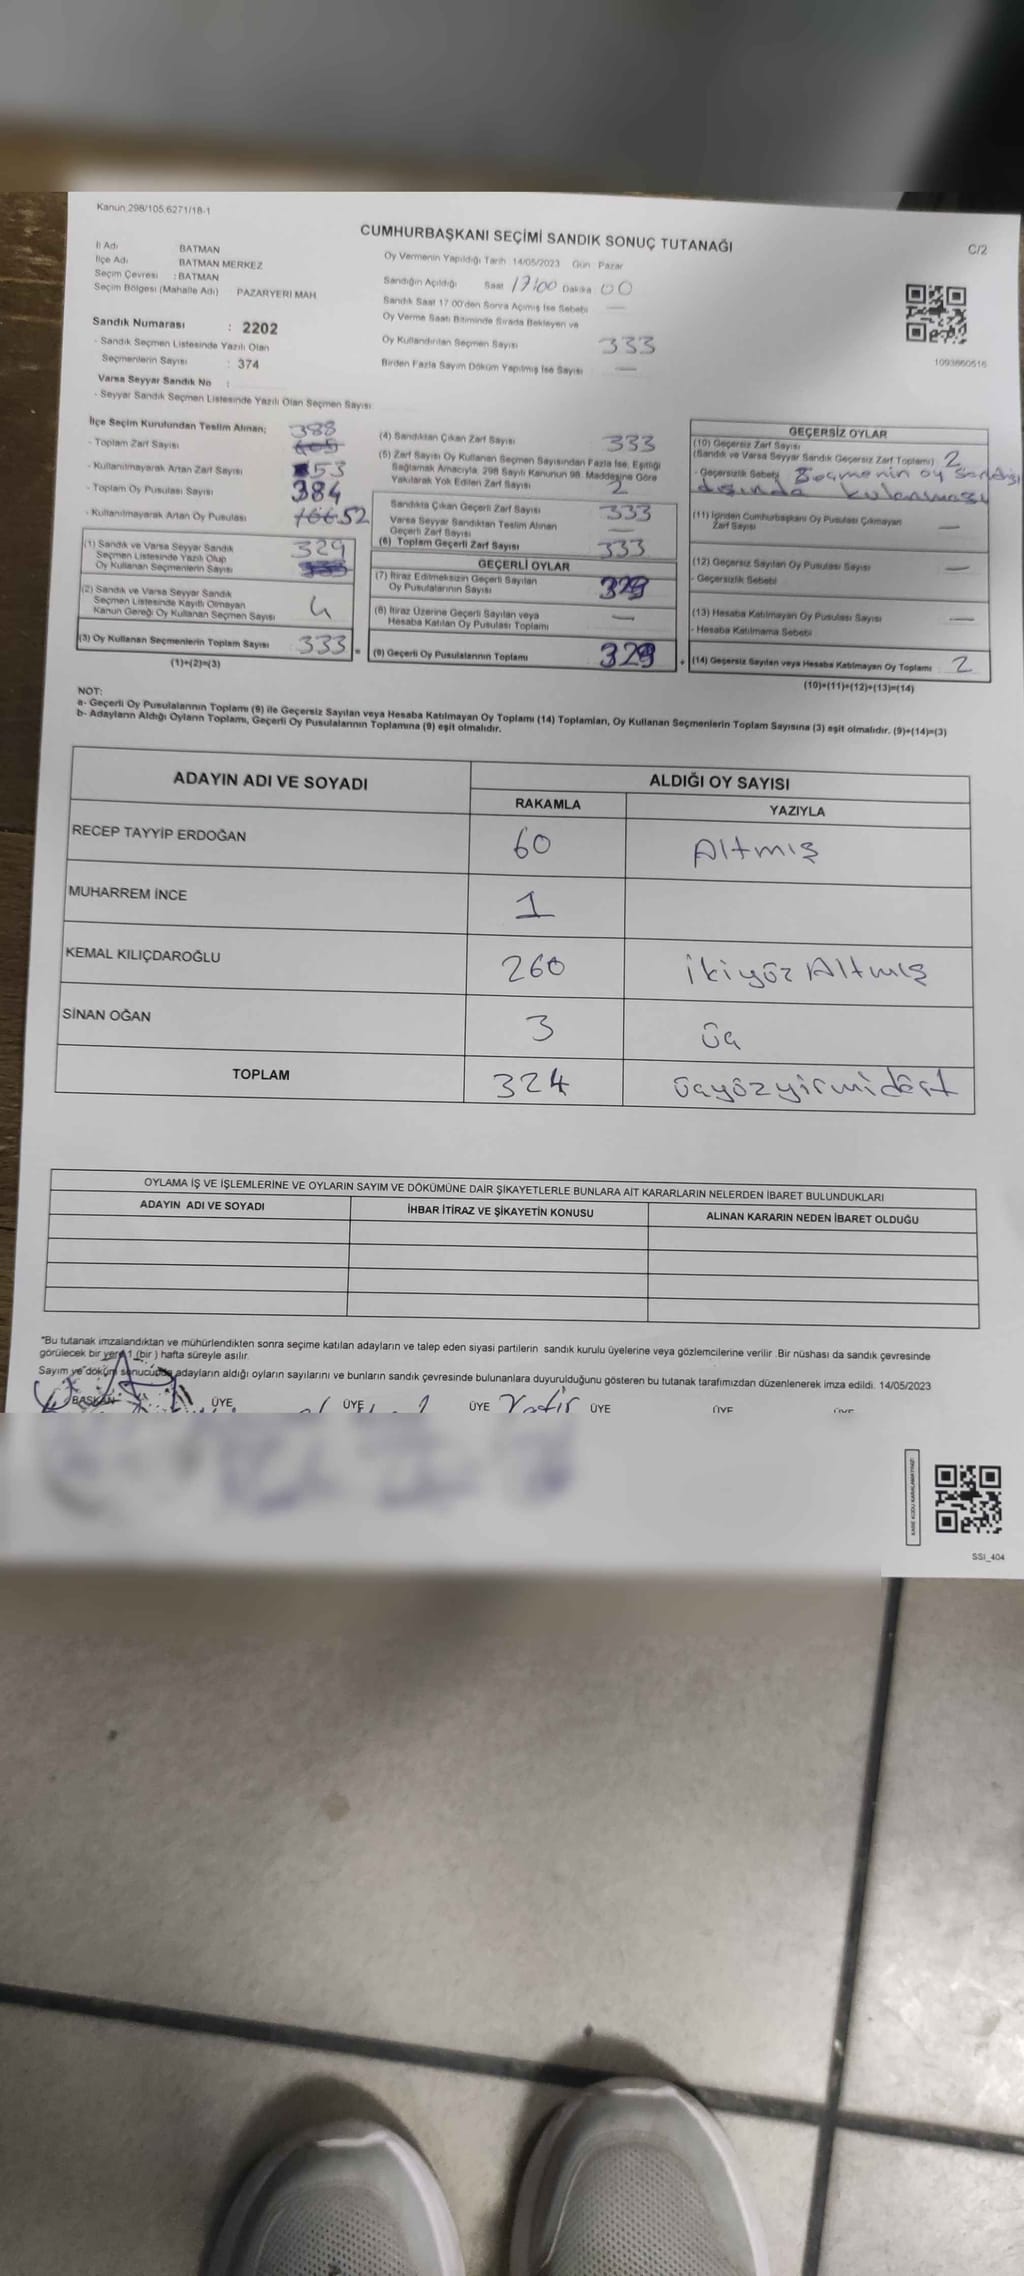 Kanun:298/105,6271/18-1
CUMHURBAŞKANI SEÇİMİ SANDIK SONUÇ TUTANAĞI
C/2
İl Adı BATMAN
İlçe Adı BATMAN MERKEZ
Seçim Çevresi : BATMAN
Seçim Bölgesi (Mahalle Adı) PAZARYERİ MAH
Sandık Numarası : 2202
- Sandık Seçmen Listesinde Yazılı Olan
Seçmenlerin Sayısı : 374
Varsa Seyyar Sandık No :
- Seyyar Sandık Seçmen Listesinde Yazılı Olan Seçmen Sayısı:
Oy Vermenin Yapıldığı Tarih 14/05/2023 Gün Pazar
Sandığın Açıldığı Saat 17:00 Dakika 00
Sandık Saat 17 00'den Sonra Açımış İse Sebebi —
Oy Verme Saati Bitiminde Sırada Bekleyen ve
Oy Kullandırılan Seçmen Sayısı 333
Birden Fazla Sayım Döküm Yapılmış İse Sayısı —
1093660516
İlçe Seçim Kurulundan Teslim Alınan; 388
- Toplam Zarf Sayısı
- Kullanılmayarak Artan Zarf Sayısı 53
- Toplam Oy Pusulası Sayısı 384
- Kullanılmayarak Artan Oy Pusulası 52
(1) Sandık ve Varsa Seyyar Sandık 329
Seçmen Listesinde Yazılı Olup
Oy Kullanan Seçmenlerin Sayısı
(2) Sandık ve Varsa Seyyar Sandık
Seçmen Listesinde Kayıtlı Olmayan
Kanun Gereği Oy Kullanan Seçmen Sayısı 4
(3) Oy Kullanan Seçmenlerin Toplam Sayısı 333 =
(1)+(2)=(3)
(4) Sandıktan Çıkan Zarf Sayısı 333
(5) Zarf Sayısı Oy Kullanan Seçmen Sayısından Fazla İse, Eşitliği
Sağlamak Amacıyla, 298 Sayılı Kanunun 98. Maddesine Göre
Yakılarak Yok Edilen Zarf Sayısı 2
Sandıkta Çıkan Geçerli Zarf Sayısı 333
Varsa Seyyar Sandıktan Teslim Alınan
Geçerli Zarf Sayısı —
(6) Toplam Geçerli Zarf Sayısı 333
GEÇERLİ OYLAR
(7) İtiraz Edilmeksizin Geçerli Sayılan
Oy Pusulalarının Sayısı 329
(8) İtiraz Üzerine Geçerli Sayılan veya
Hesaba Katılan Oy Pusulası Toplamı —
(9) Geçerli Oy Pusulalarının Toplamı 329 +
GEÇERSİZ OYLAR
(10) Geçersiz Zarf Sayısı
(Sandık ve Varsa Seyyar Sandık Geçersiz Zarf Toplamı) 2
- Geçersizlik Sebebi Seçmenin oy sandığı
dışında kulanması
(11) İçinden Cumhurbaşkanı Oy Pusulası Çıkmayan
Zarf Sayısı —
(12) Geçersiz Sayılan Oy Pusulası Sayısı —
- Geçersizlik Sebebi
(13) Hesaba Katılmayan Oy Pusulası Sayısı —
- Hesaba Katılmama Sebebi
(14) Geçersiz Sayılan veya Hesaba Katılmayan Oy Toplamı 2
(10)+(11)+(12)+(13)=(14)
NOT:
a- Geçerli Oy Pusulalarının Toplamı (9) ile Geçersiz Sayılan veya Hesaba Katılmayan Oy Toplamı (14) Toplamları, Oy Kullanan Seçmenlerin Toplam Sayısına (3) eşit olmalıdır. (9)+(14)=(3)
b- Adayların Aldığı Oyların Toplamı, Geçerli Oy Pusulalarının Toplamına (9) eşit olmalıdır.
ADAYIN ADI VE SOYADI ALDIĞI OY SAYISI
RAKAMLA YAZIYLA
RECEP TAYYİP ERDOĞAN 60 Altmış
MUHARREM İNCE 1
KEMAL KILIÇDAROĞLU 260 ikiyüz Altmış
SİNAN OĞAN 3 üç
TOPLAM 324 üçyüzyirmidört
OYLAMA İŞ VE İŞLEMLERİNE VE OYLARIN SAYIM VE DÖKÜMÜNE DAİR ŞİKAYETLERLE BUNLARA AİT KARARLARIN NELERDEN İBARET BULUNDUKLARI
ADAYIN ADI VE SOYADI İHBAR İTİRAZ VE ŞİKAYETİN KONUSU ALINAN KARARIN NEDEN İBARET OLDUĞU
*Bu tutanak imzalandıktan ve mühürlendikten sonra seçime katılan adayların ve talep eden siyasi partilerin sandık kurulu üyelerine veya gözlemcilerine verilir .Bir nüshası da sandık çevresinde
görülecek bir yere 1 (bir ) hafta süreyle asılır.
Sayım ve döküm sonucunda adayların aldığı oyların sayılarını ve bunların sandık çevresinde bulunanlara duyurulduğunu gösteren bu tutanak tarafımızdan düzenlenerek imza edildi. 14/05/2023
BAŞKAN ÜYE ÜYE ÜYE Kadir ÜYE ÜYE ÜYE
SSI_404